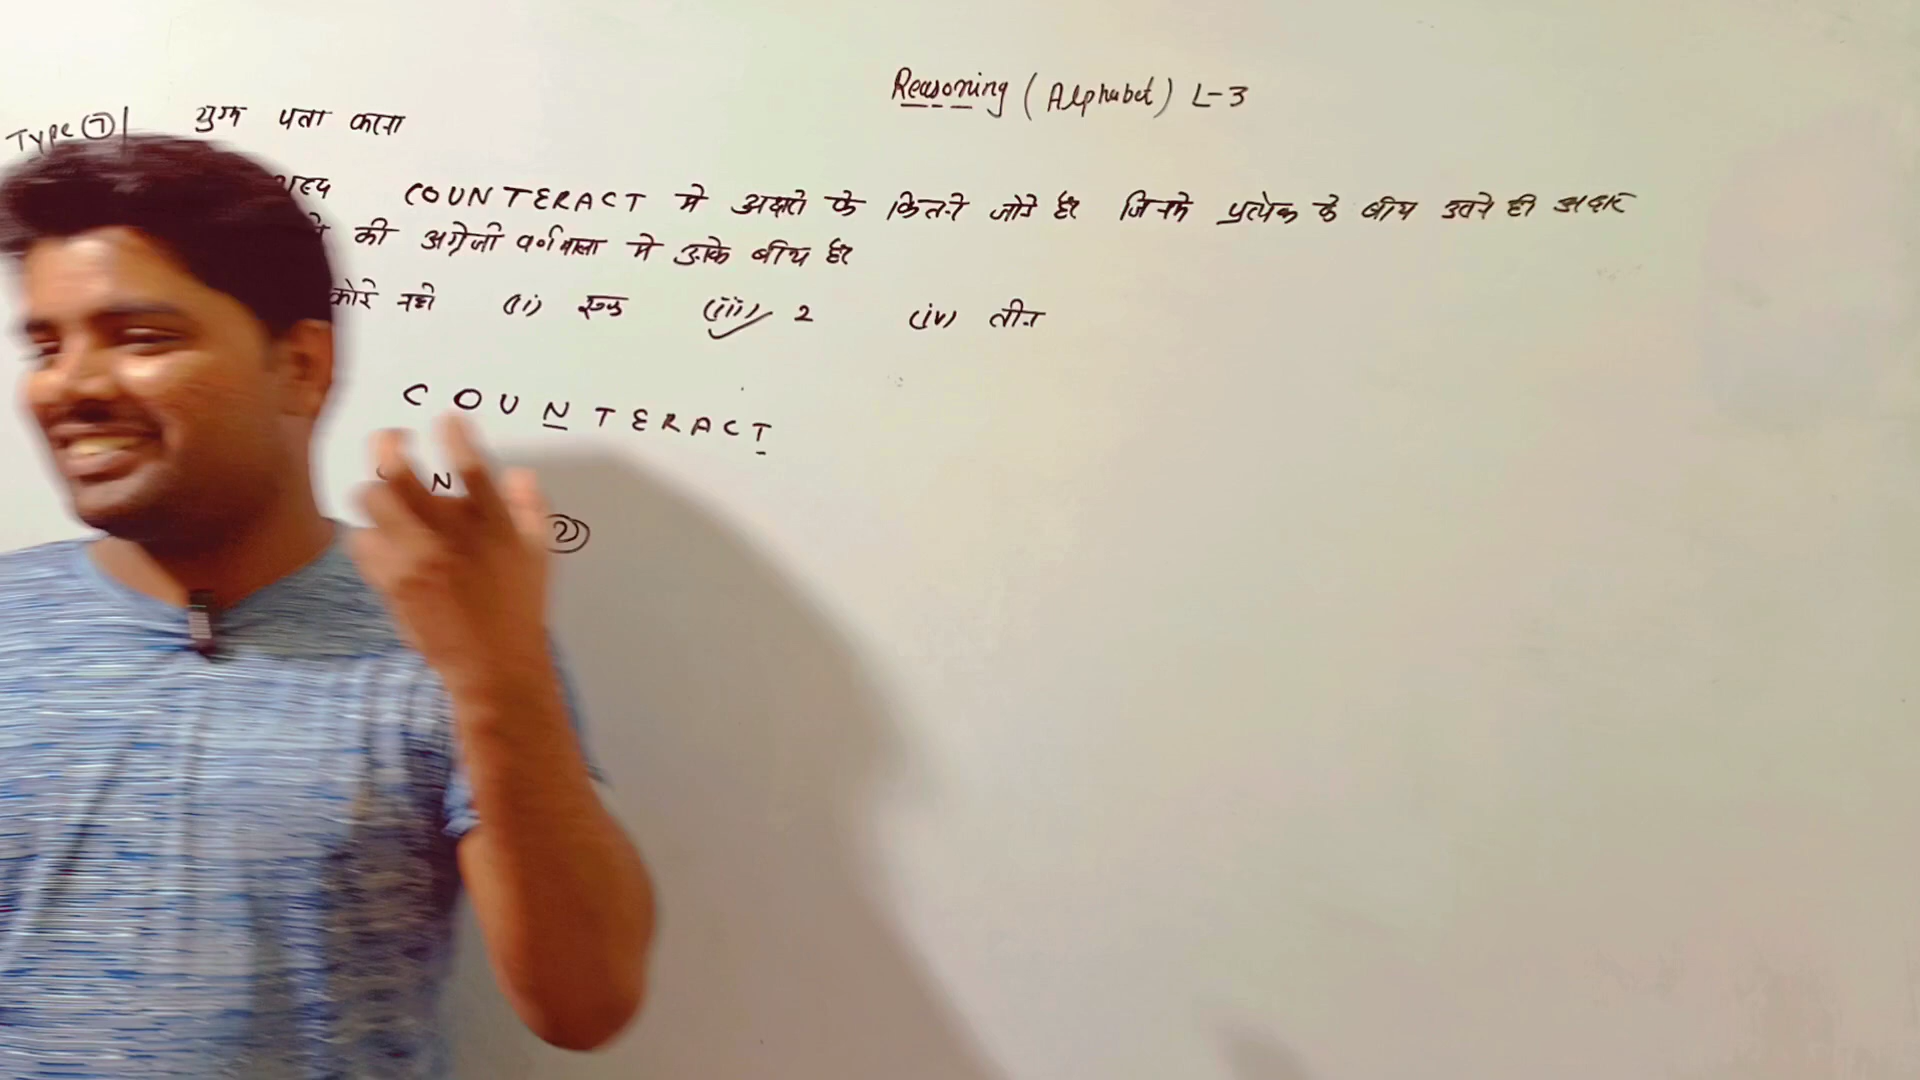 Reasoning (Alphabet) L-3
Type 7 युग्म पता करना
शब्द COUNTERACT में अक्षरो के कितने जोडे है जिनमे प्रत्येक के बीच उतने ही अक्षर
की अंग्रेजी वर्णमाला मे उनके बीच है
कोई नही (ii) एक (iii) 2 (iv) तीन
C O U N T E R A C T
N
2